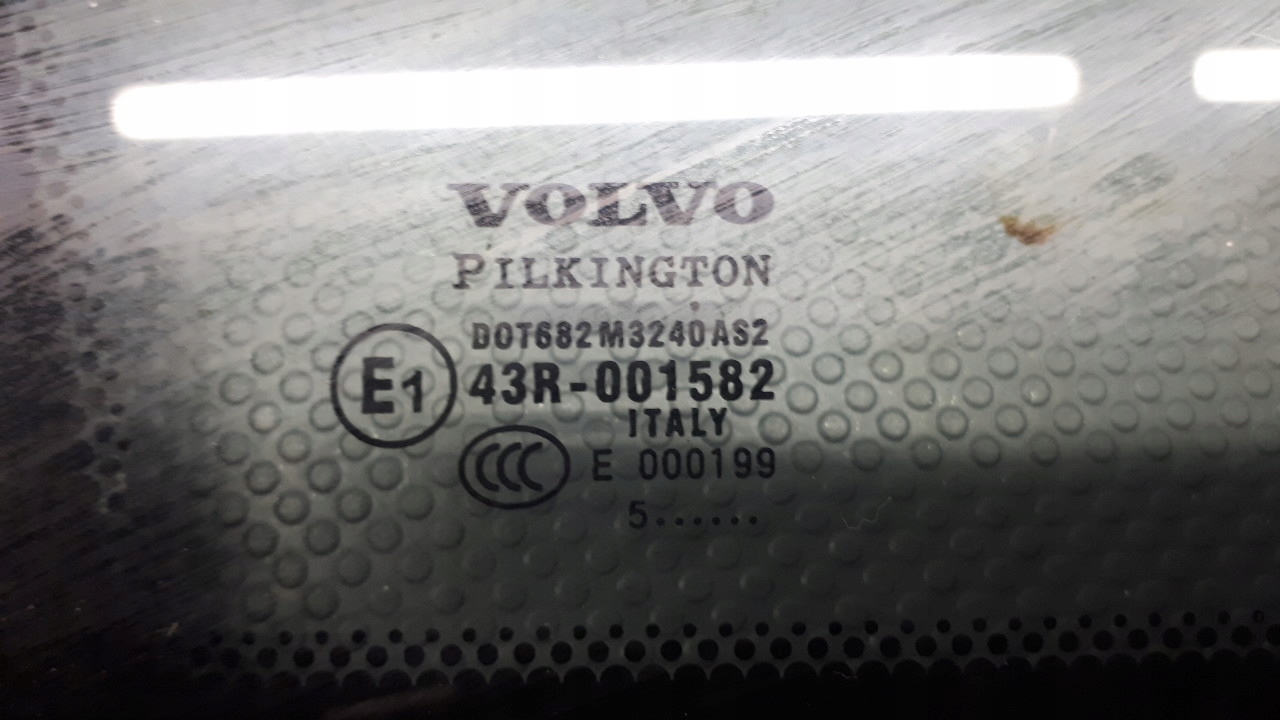 VOLVO
PILKINGTON
DOT682M3240AS2
E1 43R-001582
ITALY
CCC E 000199
5......